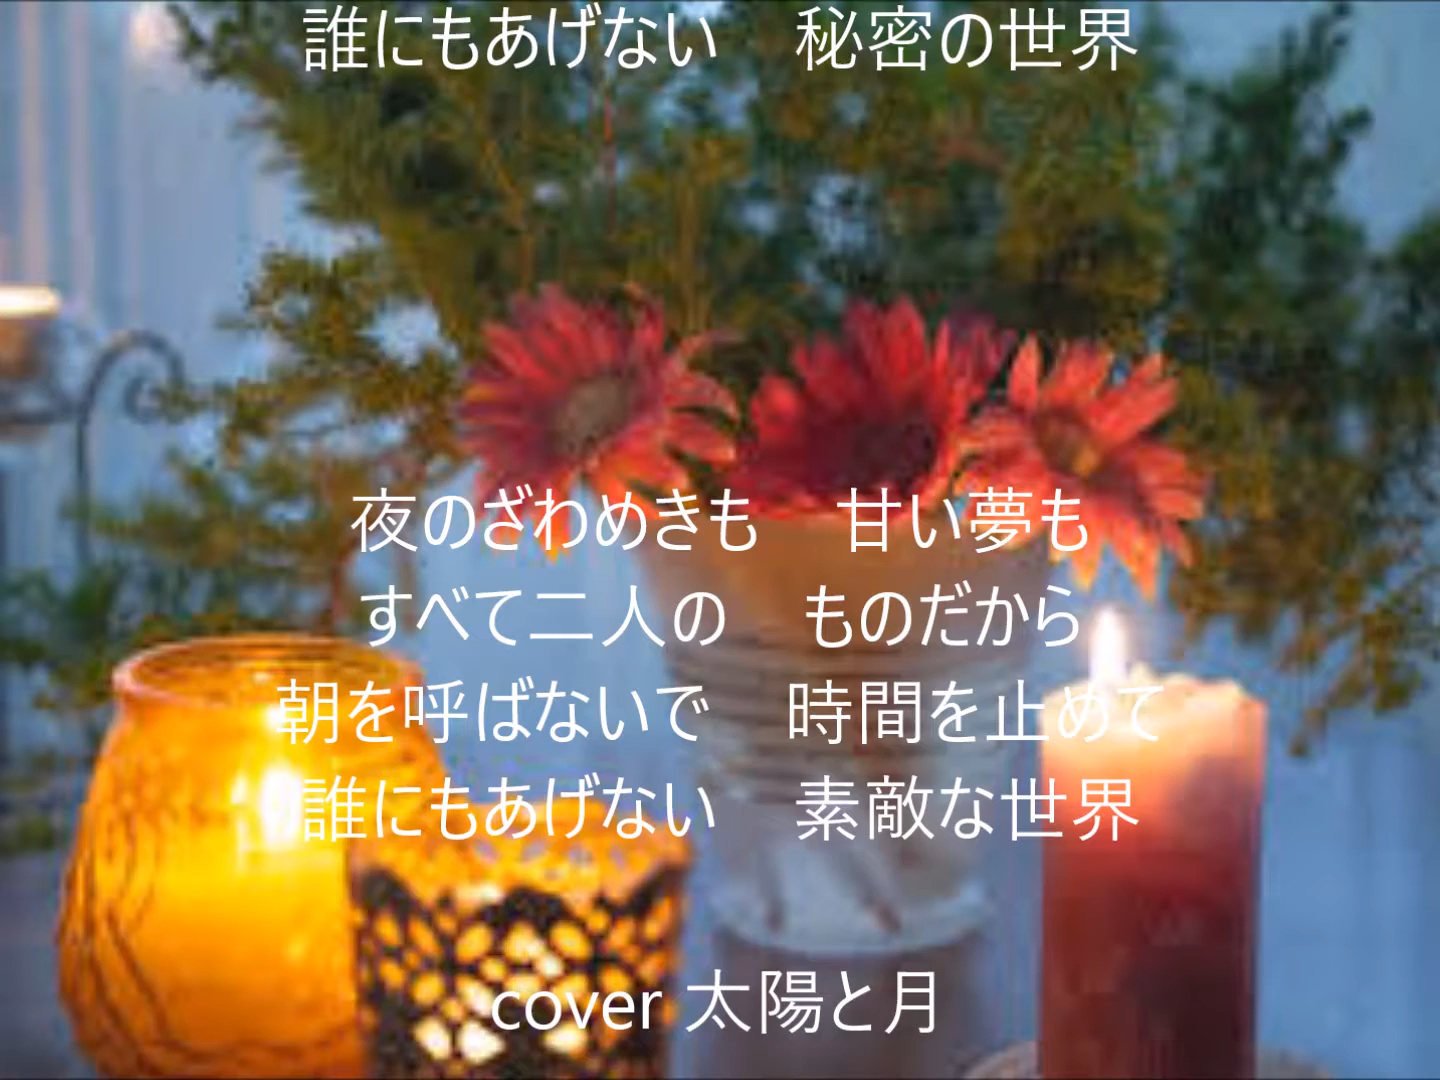 誰にもあげない　秘密の世界
夜のざわめきも　甘い夢も
すべて二人の　ものだから
朝を呼ばないで　時間を止めて
誰にもあげない　素敵な世界
cover 太陽と月